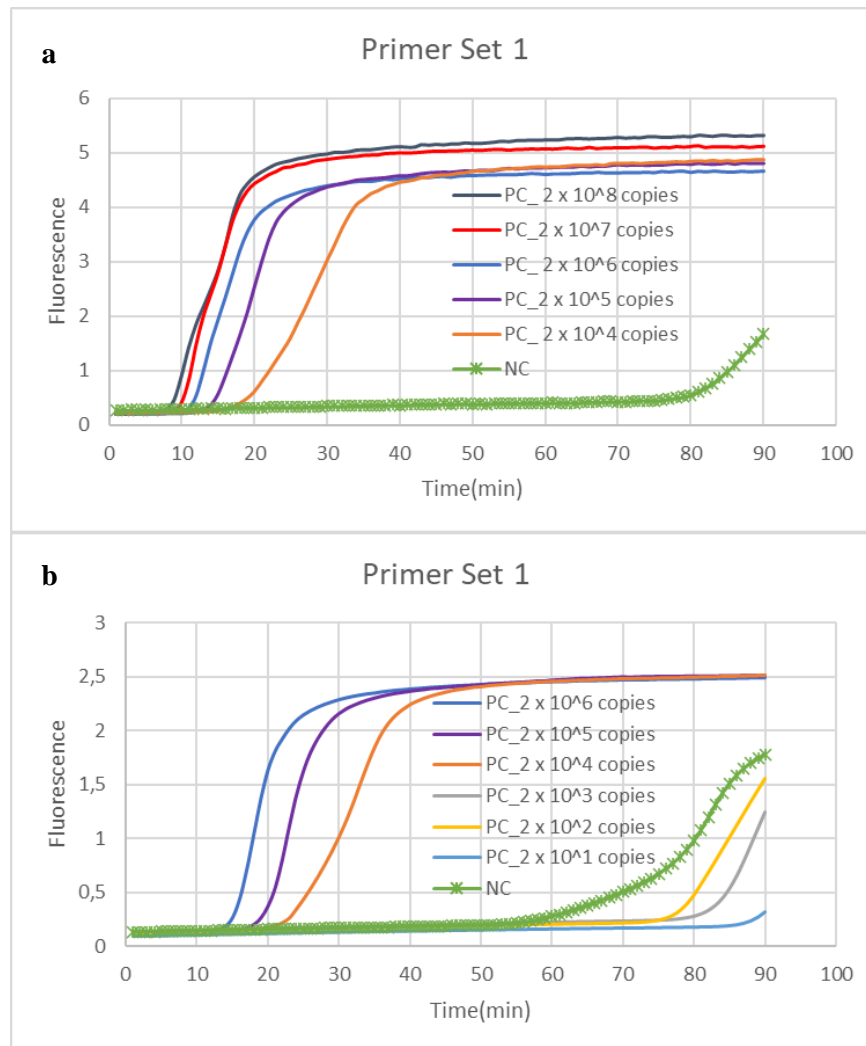 a
Primer Set 1
6
5
4
3
2
1
0
Fluorescence
PC_ 2 x 10^8 copies
PC_2 x 10^7 copies
PC_2 x 10^6 copies
PC_2 x 10^5 copies
PC_ 2 x 10^4 copies
NC
0 10 20 30 40 50 60 70 80 90 100
Time(min)
b
Primer Set 1
3
2,5
2
1,5
1
0,5
0
Fluorescence
PC_2 x 10^6 copies
PC_2 x 10^5 copies
PC_2 x 10^4 copies
PC_2 x 10^3 copies
PC_2 x 10^2 copies
PC_2 x 10^1 copies
NC
0 10 20 30 40 50 60 70 80 90 100
Time(min)